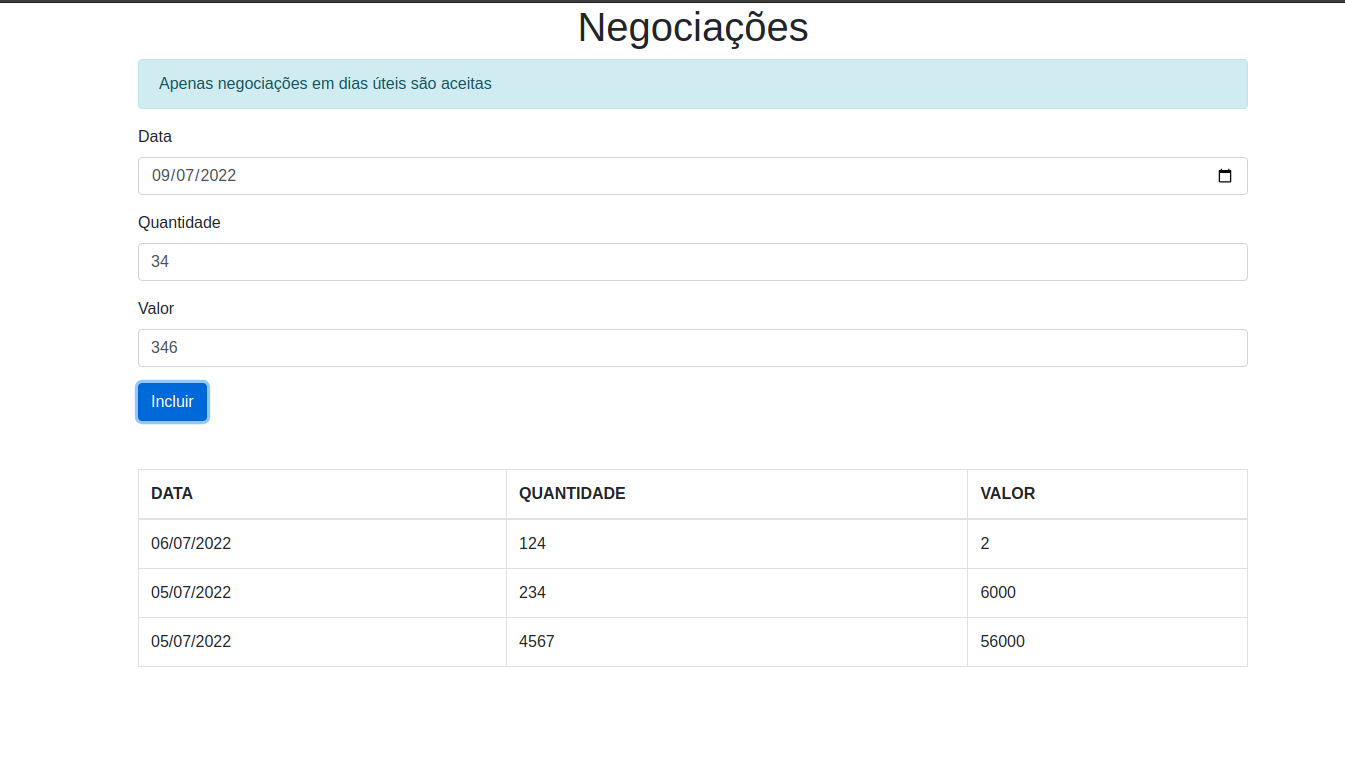 Negociações
Apenas negociações em dias úteis são aceitas
Data
09/07/2022
Quantidade
34
Valor
346
Incluir
DATA QUANTIDADE VALOR
06/07/2022 124 2
05/07/2022 234 6000
05/07/2022 4567 56000